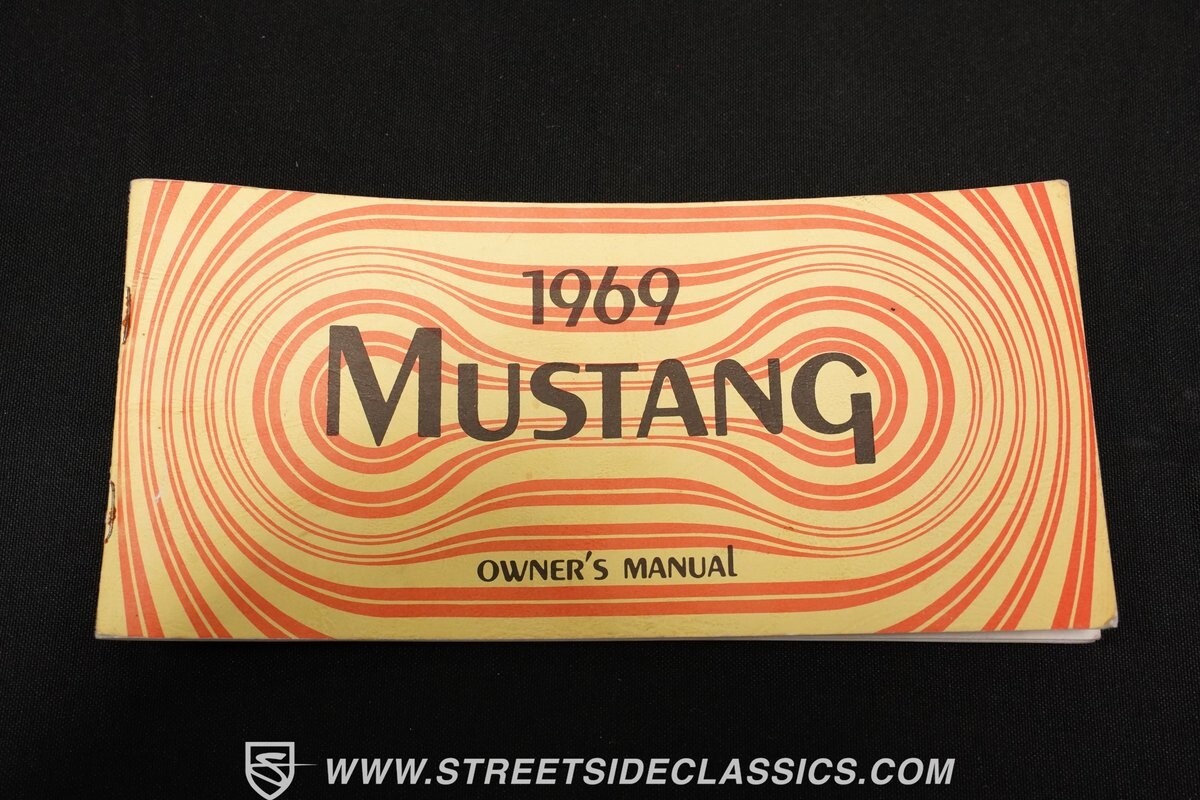 1969
MUSTANG
OWNER'S MANUAL
WWW.STREETSIDECLASSICS.COM